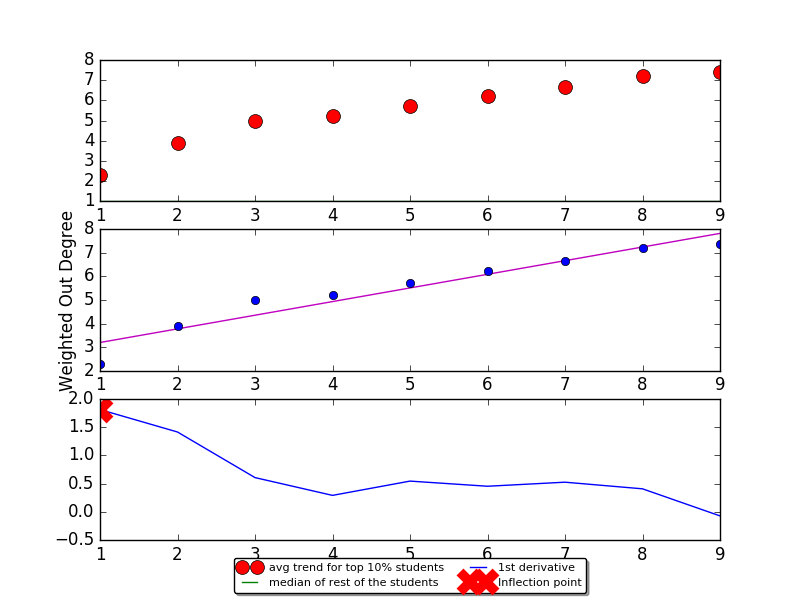 8
7
6
5
4
3
2
1
1 2 3 4 5 6 7 8 9
Weighted Out Degree
8
7
6
5
4
3
2
1 2 3 4 5 6 7 8 9
2.0
1.5
1.0
0.5
0.0
−0.5
1 2 3 4 5 6 7 8 9
avg trend for top 10% students
median of rest of the students
1st derivative
Inflection point